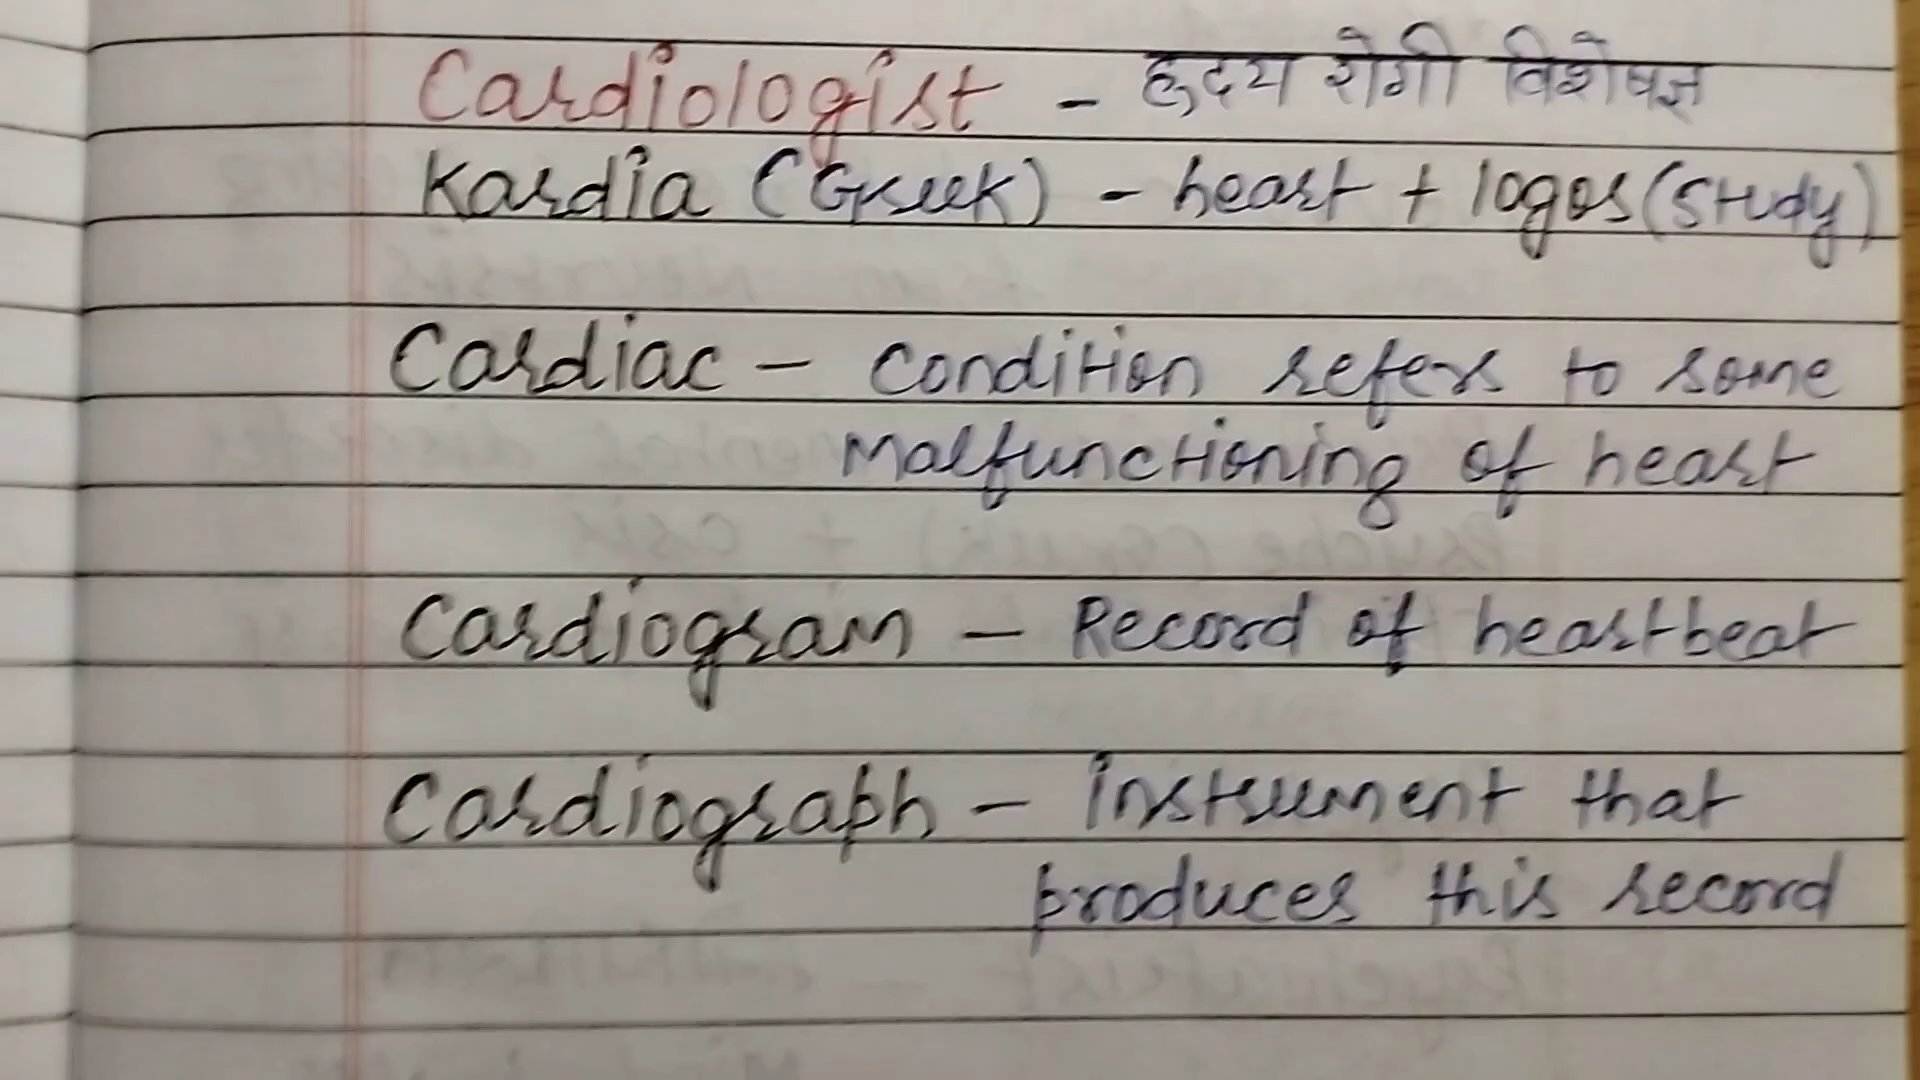 Cardiologist - हृदय रोगी विशेषज्ञ
Kardia (Greek) - heart + logos (study)
Cardiac - Condition refers to some
Malfunctioning of heart
Cardiogram - Record of heartbeat
Cardiograph - instrument that
produces this record